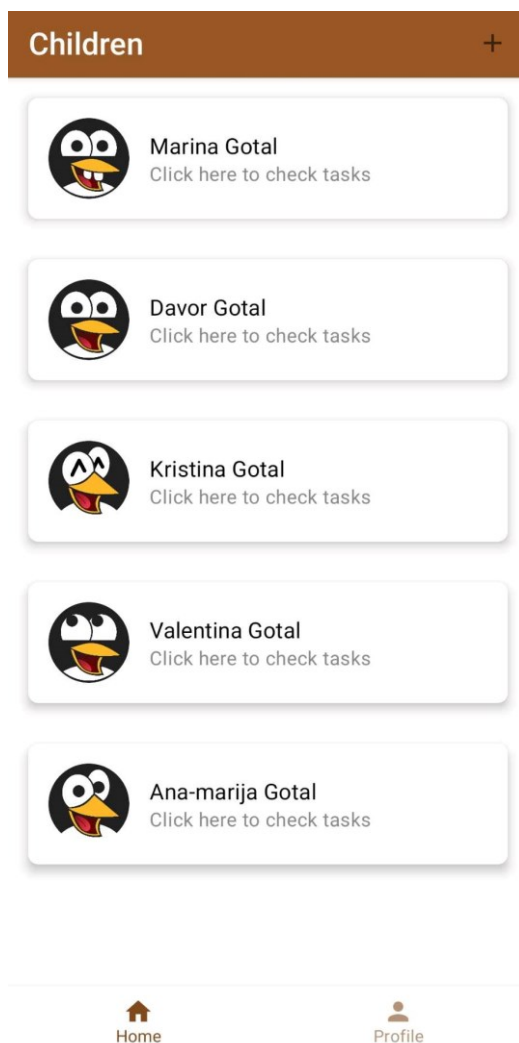 Children
Marina Gotal
Click here to check tasks
Davor Gotal
Click here to check tasks
Kristina Gotal
Click here to check tasks
Valentina Gotal
Click here to check tasks
Ana-marija Gotal
Click here to check tasks
Home
Profile